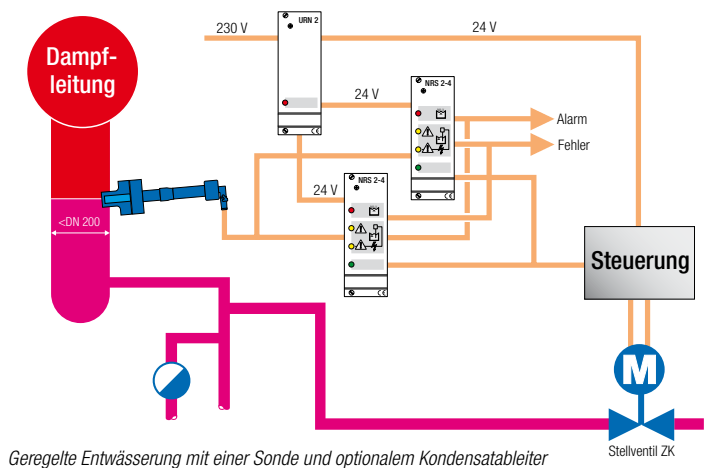 230 V
URN 2
24 V
Dampf-
leitung
24 V
NRS 2-4
Alarm
Fehler
24 V
NRS 2-4
<DN 200
Steuerung
M
Stellventil ZK
Geregelte Entwässerung mit einer Sonde und optionalem Kondensatableiter